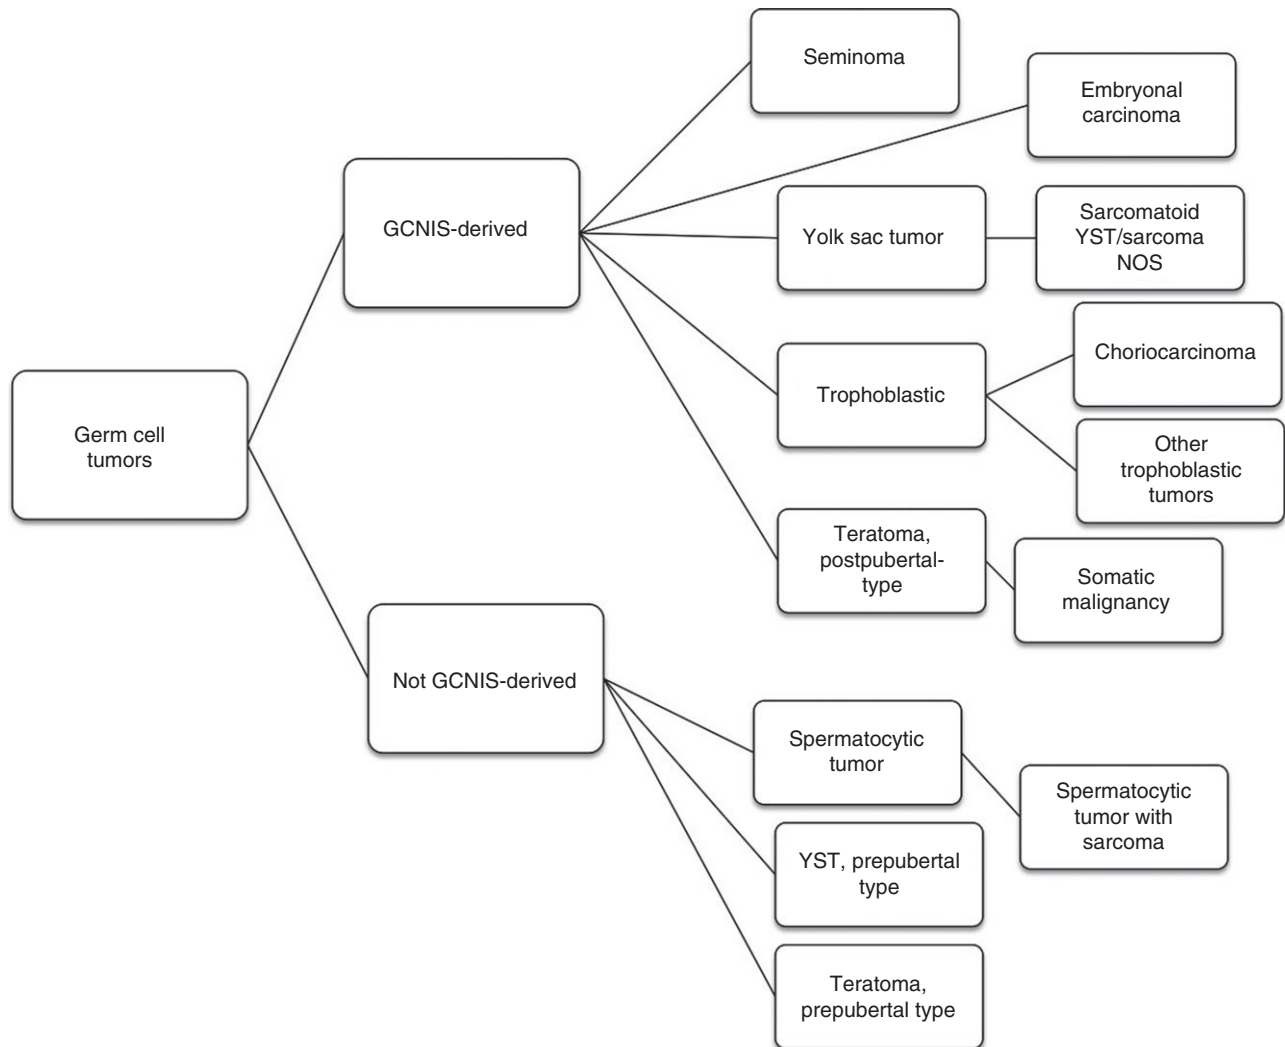 Seminoma
Embryonal
carcinoma
GCNIS-derived
Yolk sac tumor
Sarcomatoid
YST/sarcoma
NOS
Trophoblastic
Choriocarcinoma
Other
trophoblastic
tumors
Germ cell
tumors
Teratoma,
postpubertal-
type
Somatic
malignancy
Not GCNIS-derived
Spermatocytic
tumor
Spermatocytic
tumor with
sarcoma
YST, prepubertal
type
Teratoma,
prepubertal type